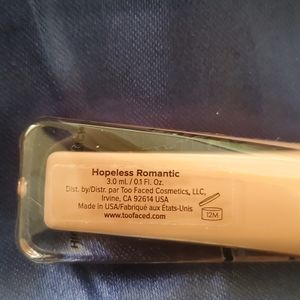 Hopeless Romantic
3.0 mL/0.1 Fl. Oz.
Dist. by/Distr. par Too Faced Cosmetics, LLC,
Irvine, CA 92614 USA
Made in USA/Fabriqué aux États-Unis
www.toofaced.com
12M